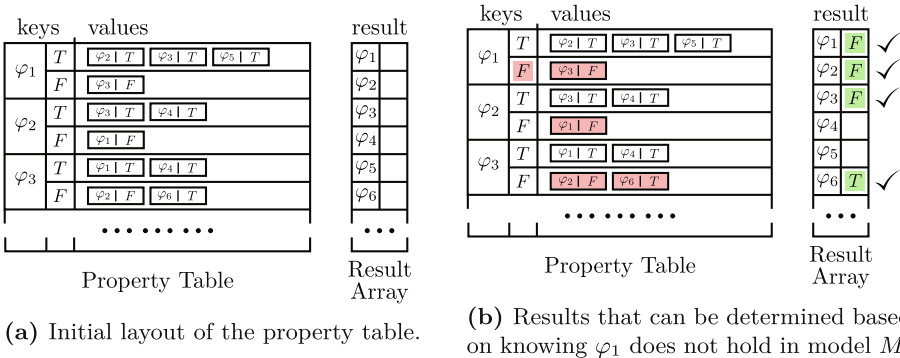 keys values result
φ1 T φ2 | T φ3 | T φ5 | T φ1
F φ3 | F φ2
φ2 T φ3 | T φ4 | T φ3
F φ1 | F φ4
φ3 T φ1 | T φ4 | T φ5
F φ2 | F φ6 | T φ6
••• ••• ••• •••
Property Table
Result
Array
(a) Initial layout of the property table.
keys values result
φ1 T φ2 | T φ3 | T φ5 | T φ1 F ✓
F φ3 | F φ2 F ✓
φ2 T φ3 | T φ4 | T φ3 F ✓
F φ1 | F φ4
φ3 T φ1 | T φ4 | T φ5
F φ2 | F φ6 | T φ6 T ✓
••• ••• ••• •••
Property Table
Result
Array
(b) Results that can be determined based
on knowing φ1 does not hold in model M